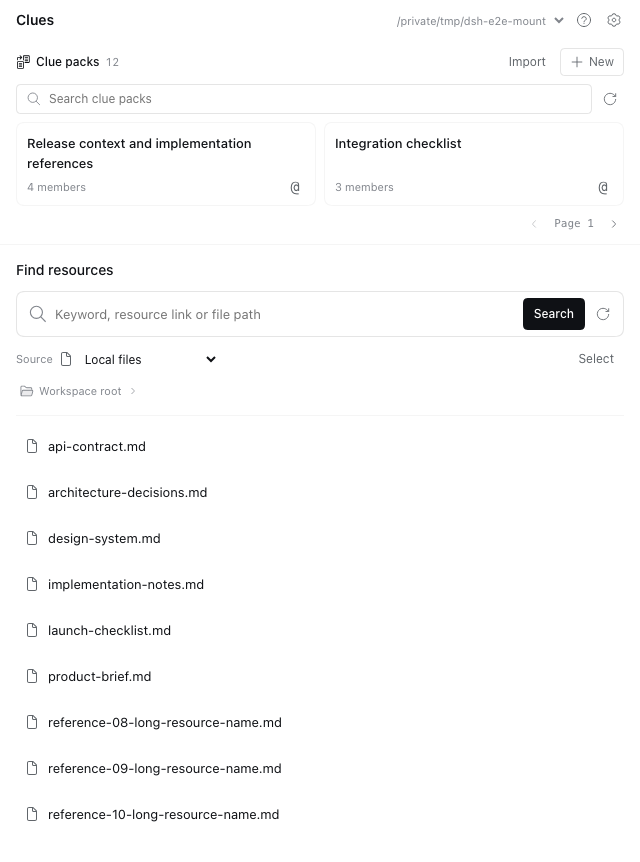 Clues
/private/tmp/dsh-e2e-mount
Clue packs 12
Import
New
Search clue packs
Release context and implementation
references
4 members
@
Integration checklist
3 members
@
Page 1
Find resources
Keyword, resource link or file path
Search
Source
Local files
Select
Workspace root
api-contract.md
architecture-decisions.md
design-system.md
implementation-notes.md
launch-checklist.md
product-brief.md
reference-08-long-resource-name.md
reference-09-long-resource-name.md
reference-10-long-resource-name.md